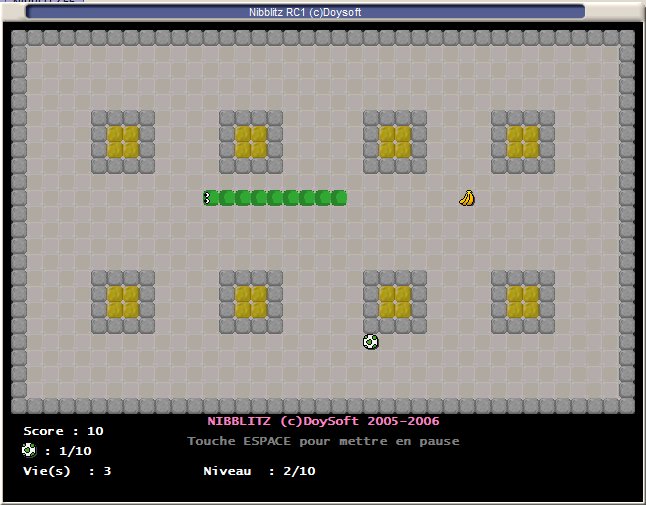 Nibblitz RC1 (c)Doysoft
NIBBLITZ (c)DoySoft 2005-2006
Score : 10
Touche ESPACE pour mettre en pause
: 1/10
Vie(s) : 3 Niveau : 2/10